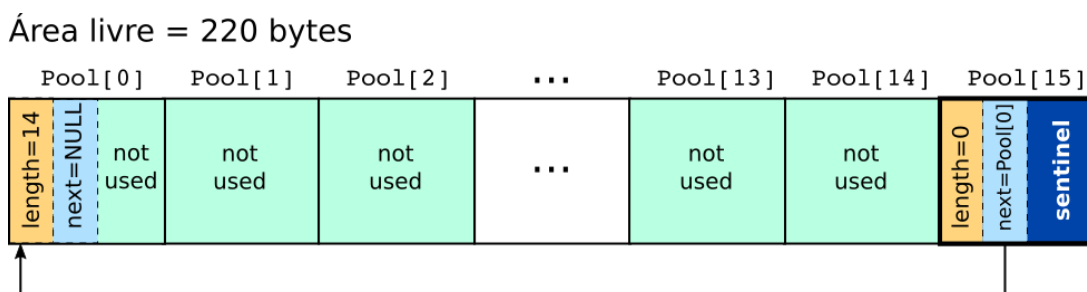 Área livre = 220 bytes
Pool[0] Pool[1] Pool[2] ... Pool[13] Pool[14] Pool[15]
length=14
next=NULL
not
used
not
used
not
used
...
not
used
not
used
length=0
next=Pool[0]
sentinel